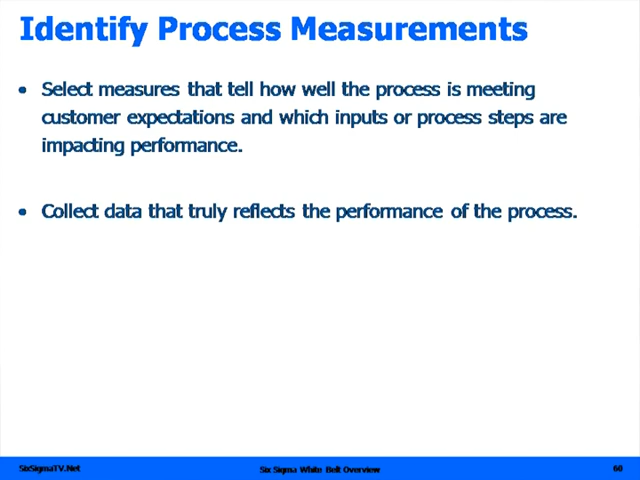 Identify Process Measurements
• Select measures that tell how well the process is meeting
customer expectations and which inputs or process steps are
impacting performance.
• Collect data that truly reflects the performance of the process.
SixSigmaTV.Net
Six Sigma White Belt Overview
60